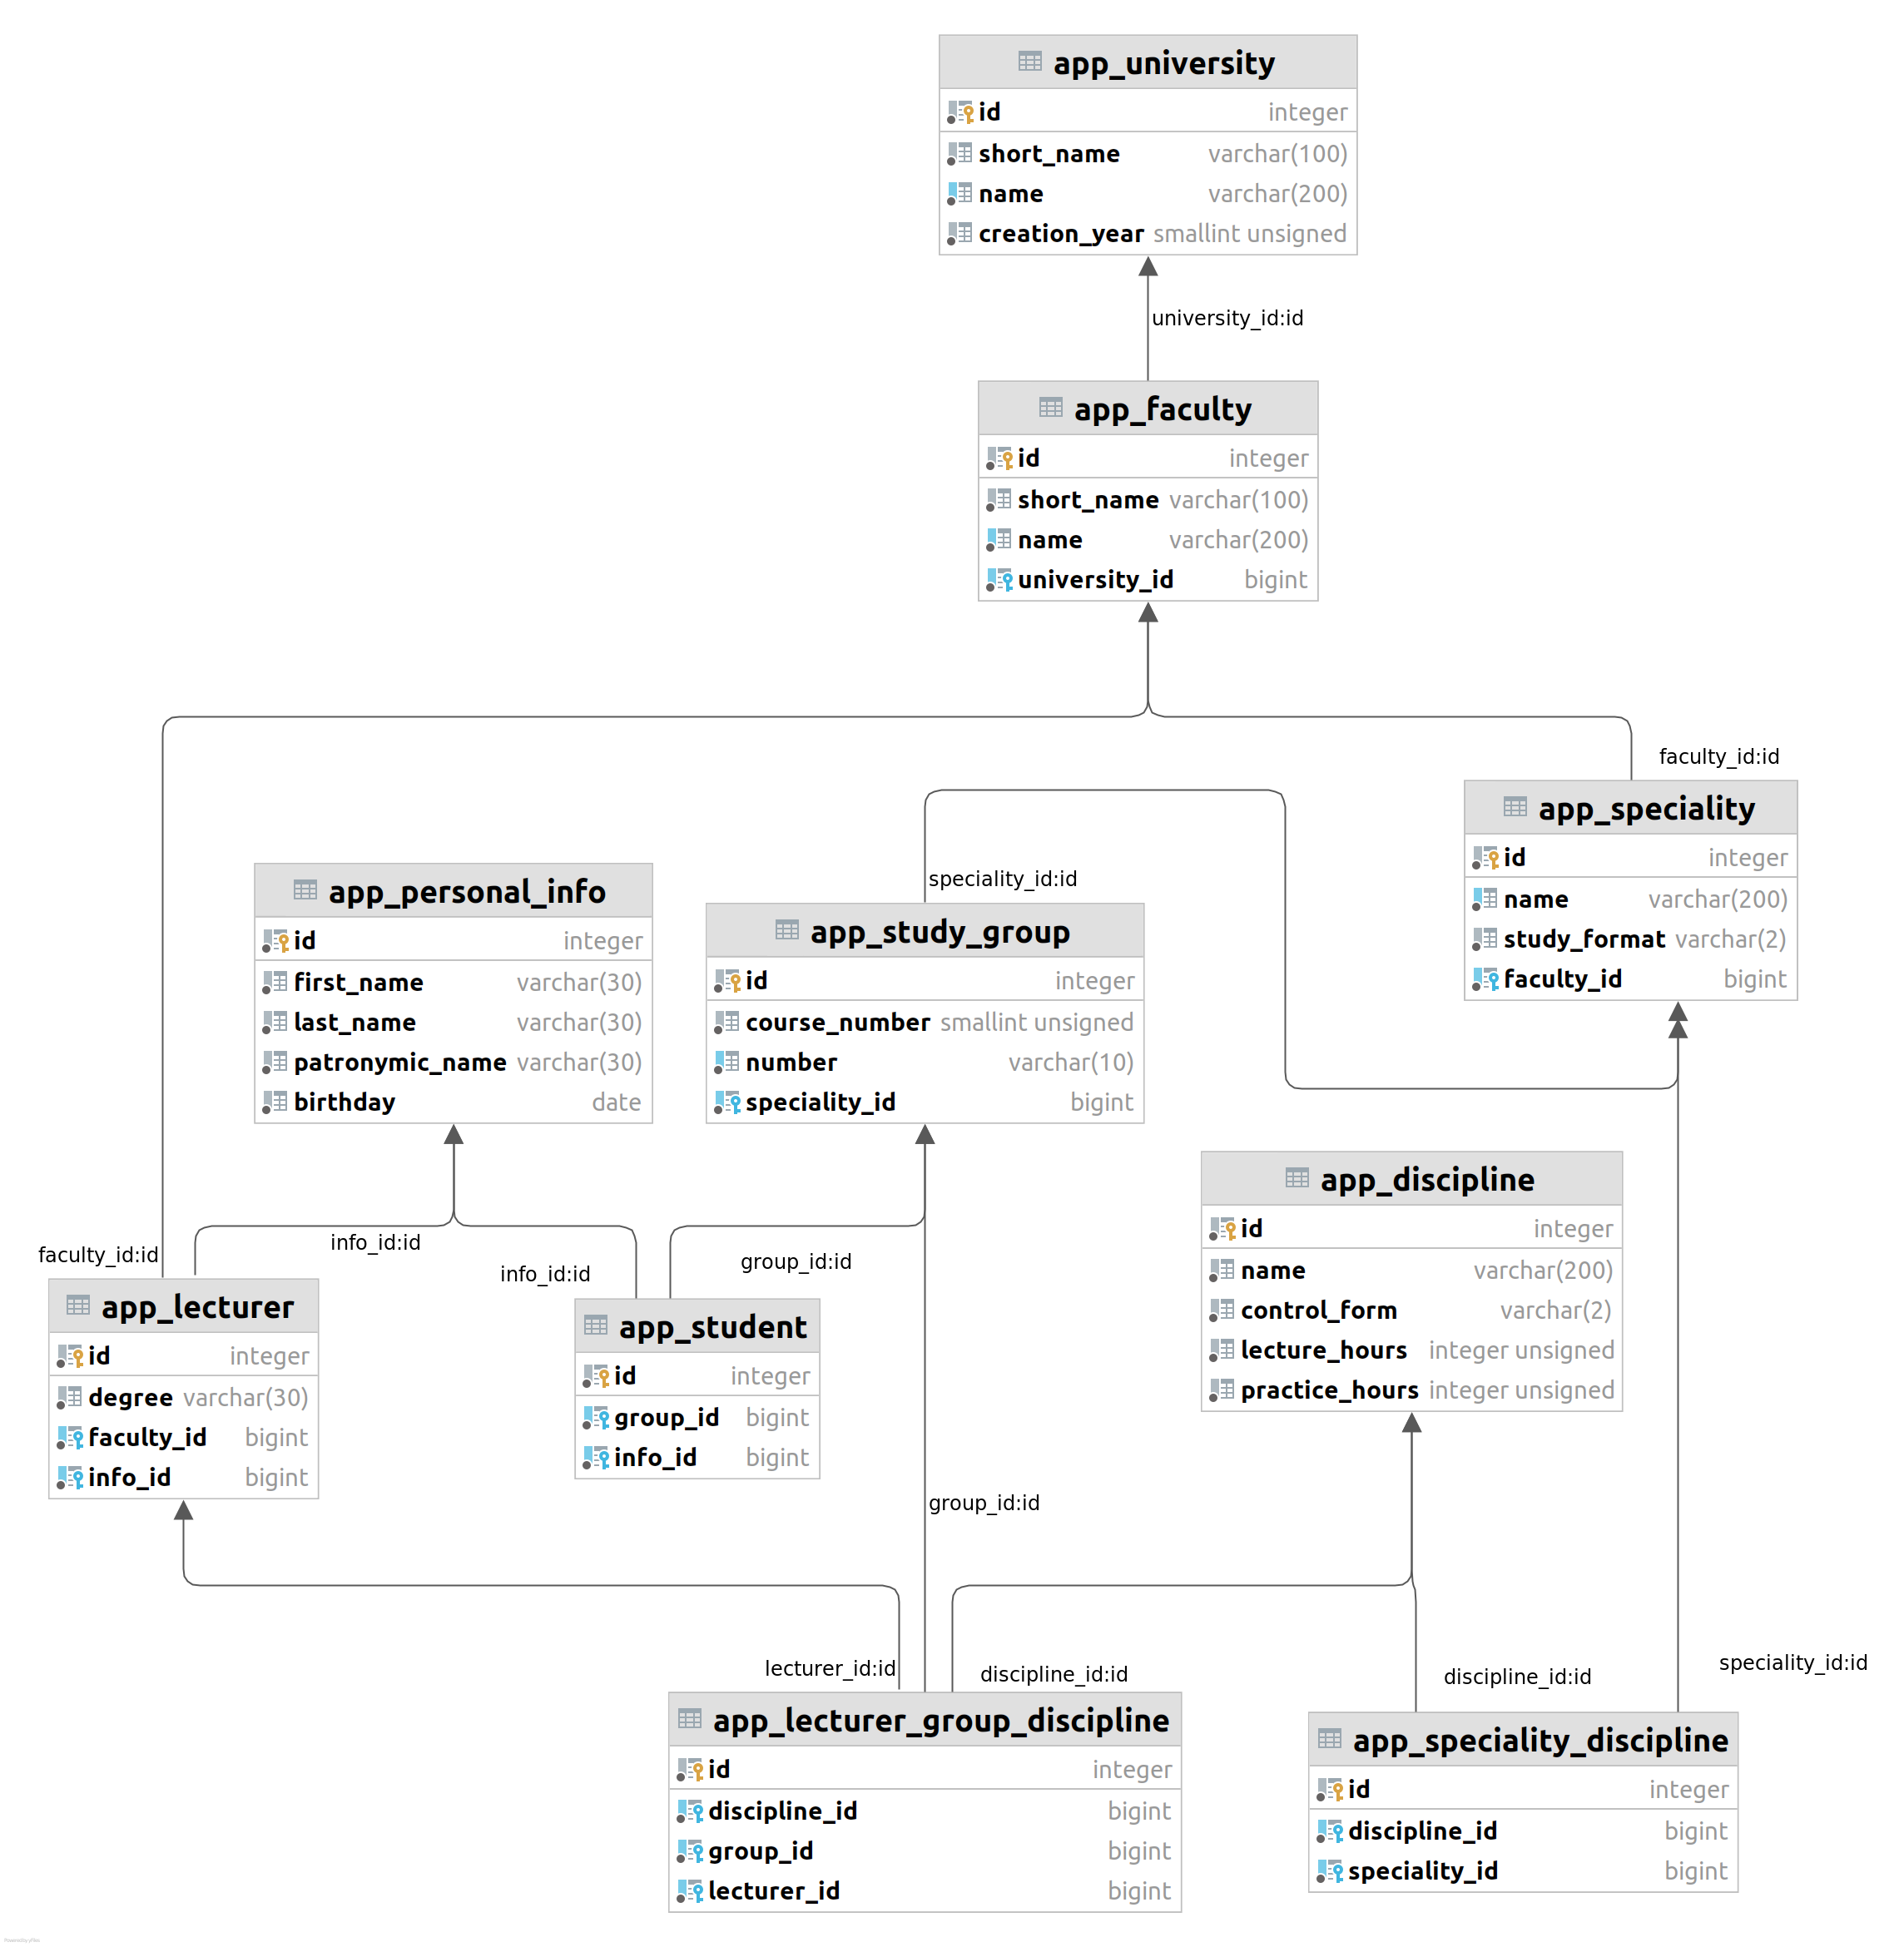 app_university
id integer
short_name varchar(100)
name varchar(200)
creation_year smallint unsigned
university_id:id
app_faculty
id integer
short_name varchar(100)
name varchar(200)
university_id bigint
faculty_id:id
app_speciality
id integer
name varchar(200)
study_format varchar(2)
faculty_id bigint
app_personal_info
id integer
first_name varchar(30)
last_name varchar(30)
patronymic_name varchar(30)
birthday date
speciality_id:id
app_study_group
id integer
course_number smallint unsigned
number varchar(10)
speciality_id bigint
app_discipline
id integer
name varchar(200)
control_form varchar(2)
lecture_hours integer unsigned
practice_hours integer unsigned
faculty_id:id
info_id:id
info_id:id
group_id:id
app_lecturer
id integer
degree varchar(30)
faculty_id bigint
info_id bigint
app_student
id integer
group_id bigint
info_id bigint
group_id:id
lecturer_id:id
discipline_id:id
discipline_id:id
speciality_id:id
app_lecturer_group_discipline
id integer
discipline_id bigint
group_id bigint
lecturer_id bigint
app_speciality_discipline
id integer
discipline_id bigint
speciality_id bigint
Powered by yFiles